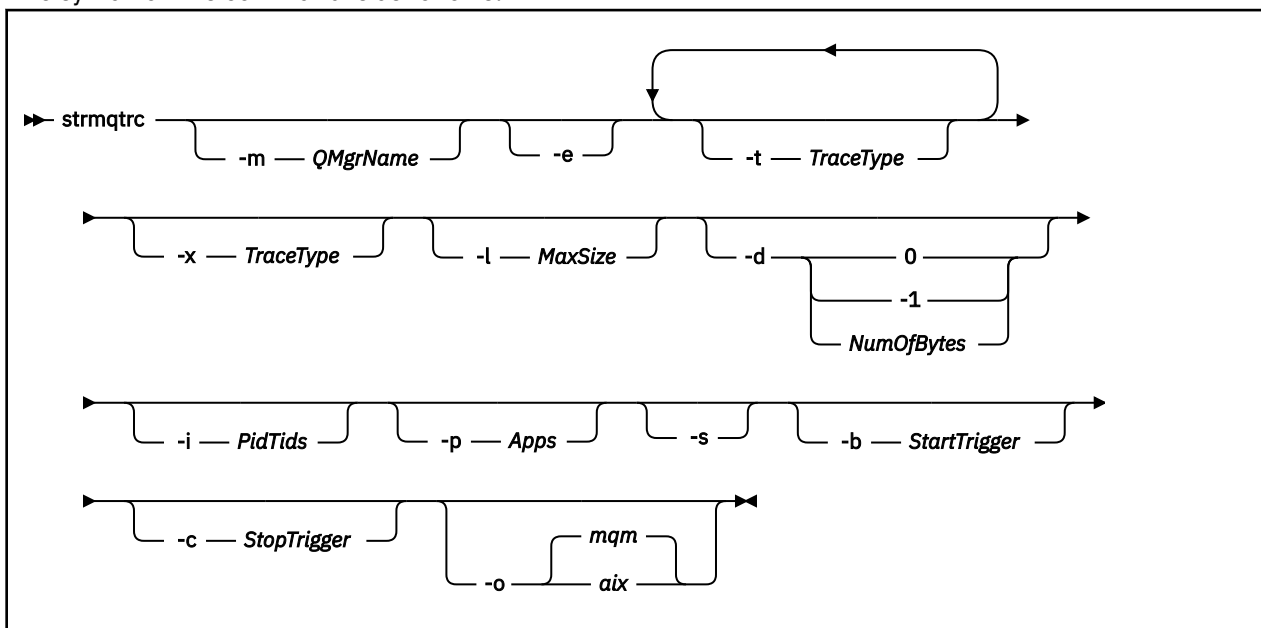 strmqtrc
-m QMgrName
-e
-t TraceType
-x TraceType
-l MaxSize
-d
0
-1
NumOfBytes
-i PidTids
-p Apps
-s
-b StartTrigger
-c StopTrigger
-o
mqm
aix